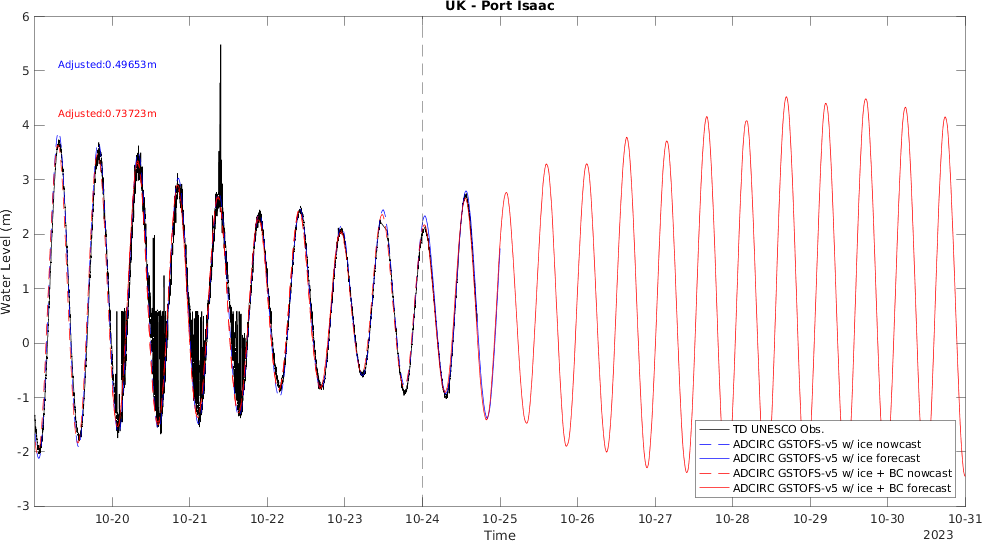 UK - Port Isaac
6
5
4
3
2
1
0
-1
-2
-3
Water Level (m)
Adjusted:0.49653m
Adjusted:0.73723m
TD UNESCO Obs.
ADCIRC GSTOFS-v5 w/ ice nowcast
ADCIRC GSTOFS-v5 w/ ice forecast
ADCIRC GSTOFS-v5 w/ ice + BC nowcast
ADCIRC GSTOFS-v5 w/ ice + BC forecast
10-20 10-21 10-22 10-23 10-24 10-25 10-26 10-27 10-28 10-29 10-30 10-31
Time
2023